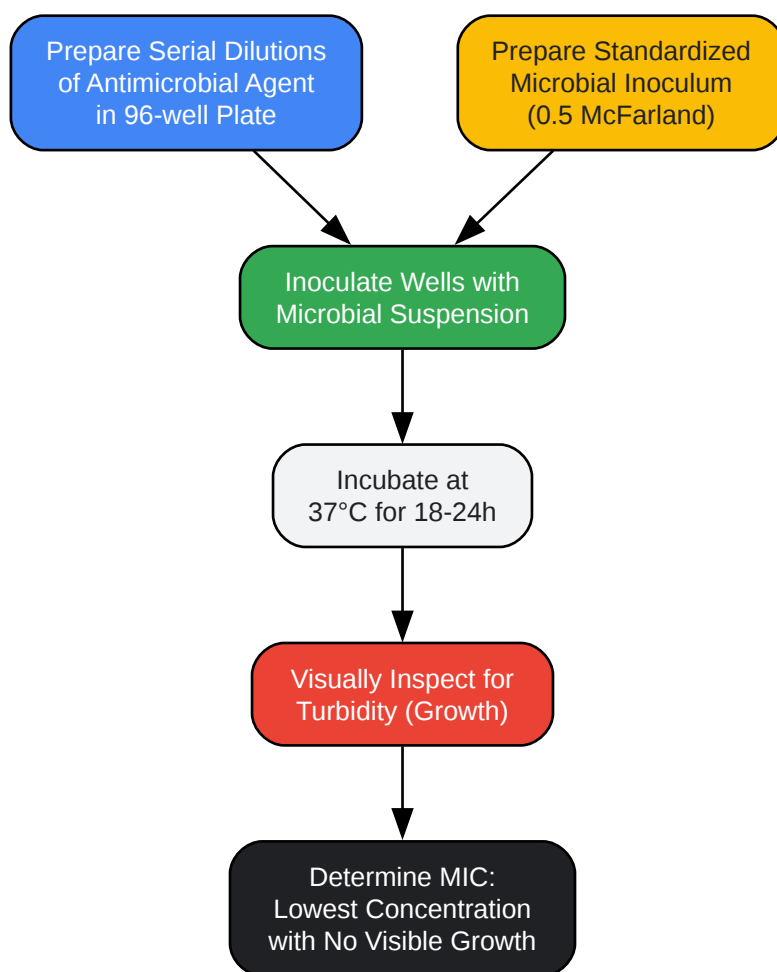 Prepare Serial Dilutions
of Antimicrobial Agent
in 96-well Plate
Prepare Standardized
Microbial Inoculum
(0.5 McFarland)
Inoculate Wells with
Microbial Suspension
Incubate at
37°C for 18-24h
Visually Inspect for
Turbidity (Growth)
Determine MIC:
Lowest Concentration
with No Visible Growth